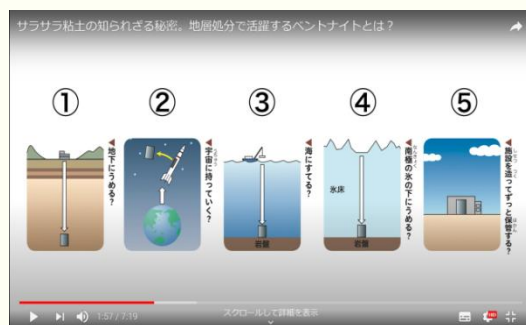 サラサラ粘土の知られざる秘密。地層処分で活躍するベントナイトとは？
①
②
③
④
⑤
◀地下にうめる？
◀宇宙に持っていく？
◀海にすてる？
◀南極の氷の下にうめる？
◀施設を造ってずっと保管する？
氷床
岩盤
岩盤
1:57 / 7:19
スクロールして詳細を表示